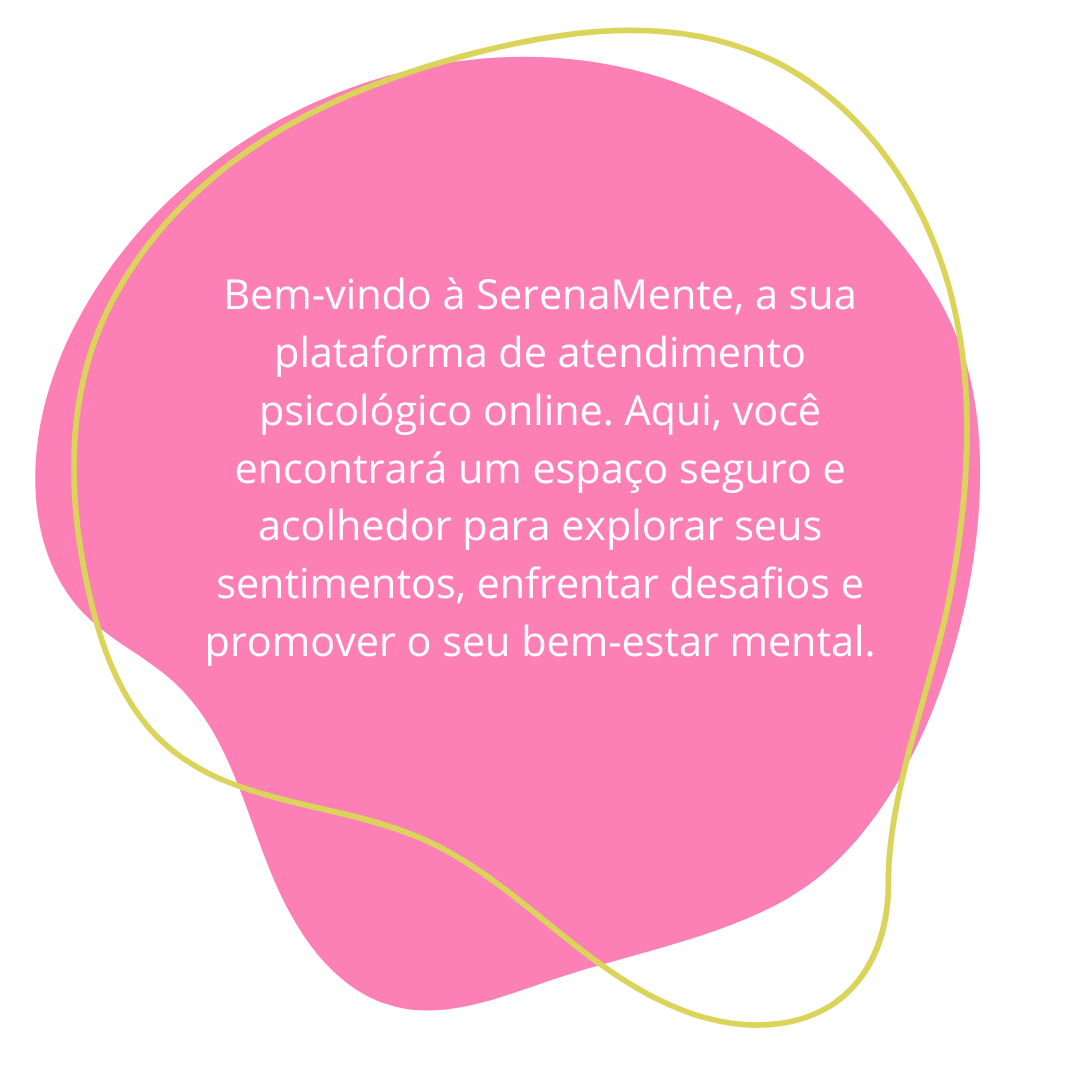 Bem-vindo à SerenaMente, a sua
plataforma de atendimento
psicológico online. Aqui, você
encontrará um espaço seguro e
acolhedor para explorar seus
sentimentos, enfrentar desafios e
promover o seu bem-estar mental.